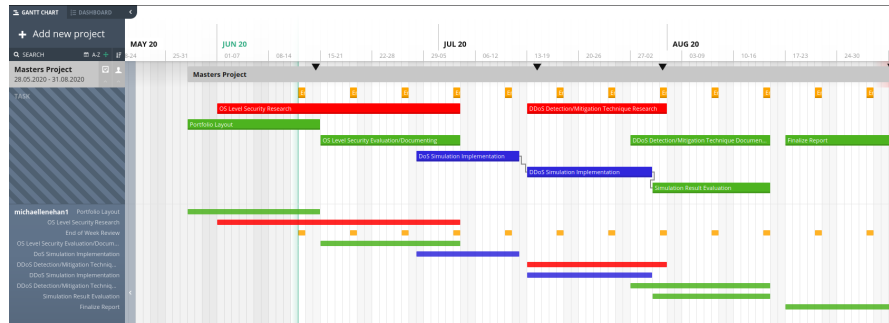 GANTT CHART DASHBOARD
+ Add new project
SEARCH A-Z +
MAY 20 JUN 20 JUL 20 AUG 20
25-31 01-07 08-14 15-21 22-28 29-05 06-12 13-19 20-26 27-02 03-09 10-16 17-23 24-30
Masters Project
28.05.2020 - 31.08.2020
Masters Project
TASK
OS Level Security Research DDoS Detection/Mitigation Technique Research
Portfolio Layout
OS Level Security Evaluation/Documenting DDoS Detection/Mitigation Technique Documen... Finalize Report
DoS Simulation Implementation
DDoS Simulation Implementation
Simulation Result Evaluation
michaellenehan1 Portfolio Layout
OS Level Security Research
End of Week Review
OS Level Security Evaluation/Docum...
DoS Simulation Implementation
DDoS Detection/Mitigation Techniq...
DDoS Simulation Implementation
DDoS Detection/Mitigation Techniq...
Simulation Result Evaluation
Finalize Report